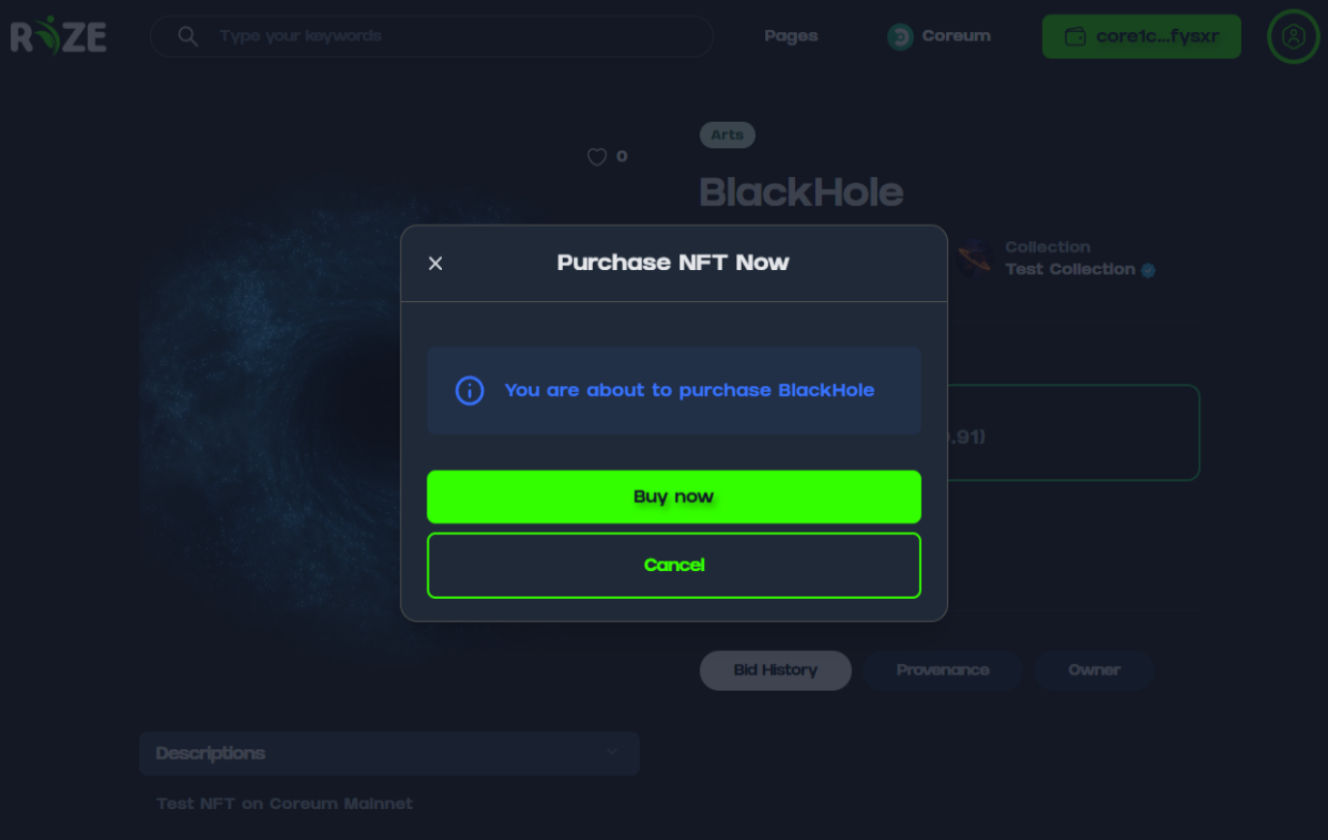 RIZE
Type your keywords
Pages
Coreum
core1c...fysxr
0
Arts
BlackHole
Collection
Test Collection
Purchase NFT Now
You are about to purchase BlackHole
.91)
Buy now
Cancel
Bid History
Provenance
Owner
Descriptions
Test NFT on Coreum Mainnet